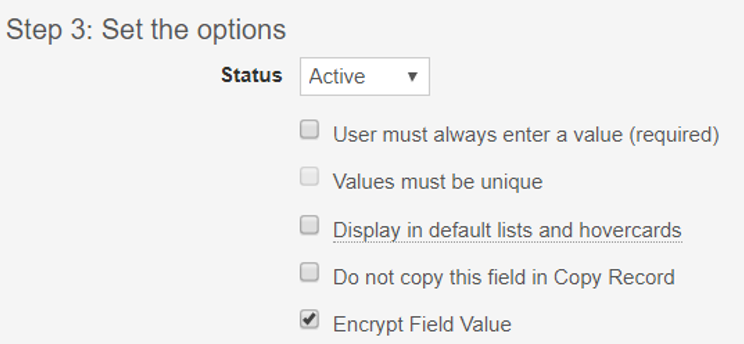 Step 3: Set the options
Status Active
User must always enter a value (required)
Values must be unique
Display in default lists and hovercards
Do not copy this field in Copy Record
Encrypt Field Value